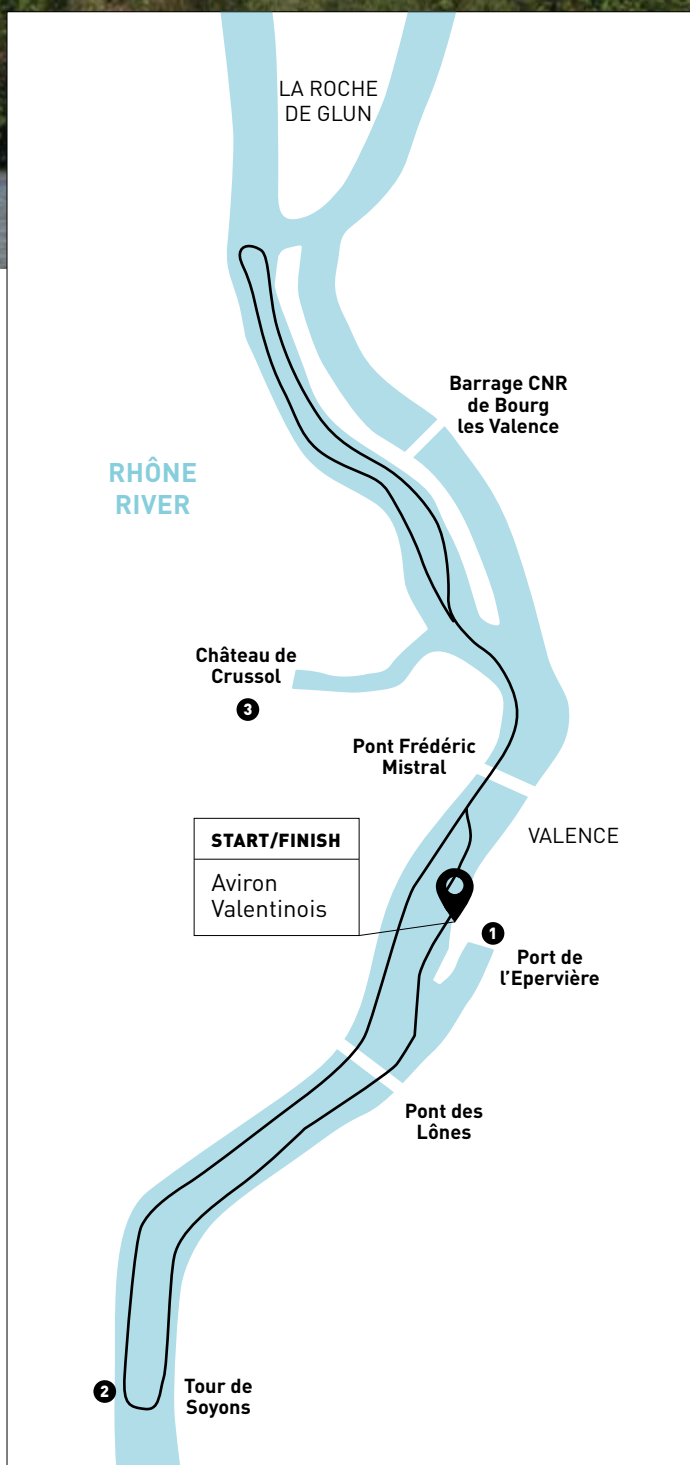 LA ROCHE
DE GLUN
Barrage CNR
de Bourg
les Valence
RHÔNE
RIVER
Château de
Crussol
3
Pont Frédéric
Mistral
START/FINISH
Aviron
Valentinois
VALENCE
1
Port de
l'Epervière
Pont des
Lônes
2
Tour de
Soyons